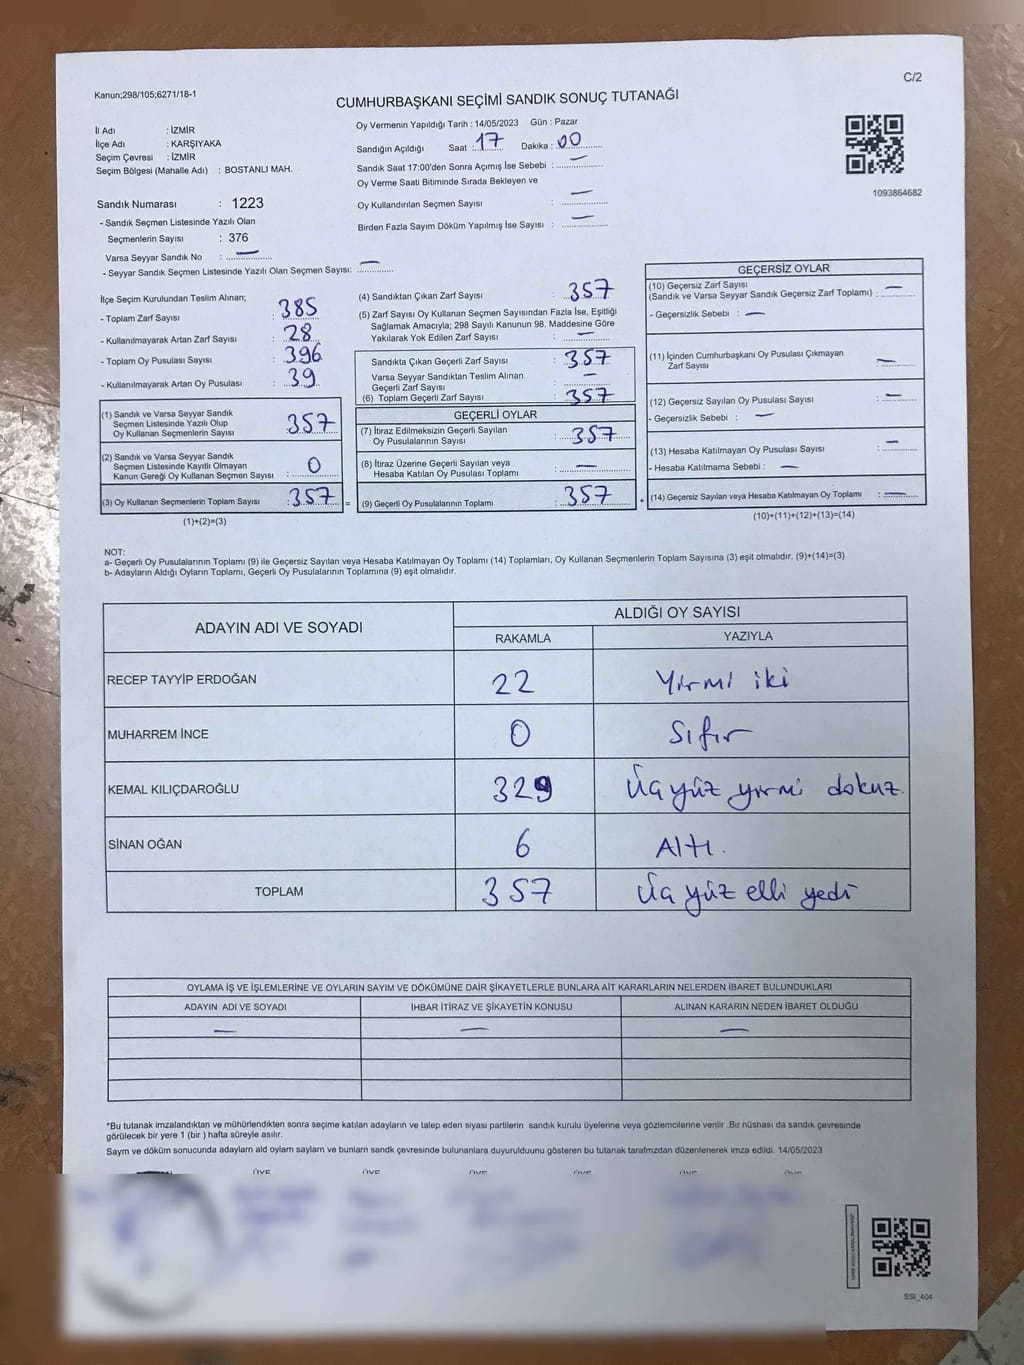 C/2
Kanun;298/105;6271/18-1
CUMHURBAŞKANI SEÇİMİ SANDIK SONUÇ TUTANAĞI
İl Adı : İZMİR
İlçe Adı : KARŞIYAKA
Seçim Çevresi : İZMİR
Seçim Bölgesi (Mahalle Adı) : BOSTANLI MAH.
Sandık Numarası : 1223
- Sandık Seçmen Listesinde Yazılı Olan
Seçmenlerin Sayısı : 376
Varsa Seyyar Sandık No : —
- Seyyar Sandık Seçmen Listesinde Yazılı Olan Seçmen Sayısı: —
Oy Vermenin Yapıldığı Tarih : 14/05/2023 Gün : Pazar
Sandığın Açıldığı Saat : 17 Dakika : 00
Sandık Saat 17:00'den Sonra Açımış İse Sebebi : —
Oy Verme Saati Bitiminde Sırada Bekleyen ve
Oy Kullandırılan Seçmen Sayısı : —
Birden Fazla Sayım Döküm Yapılmış İse Sayısı : —
1093864682
İlçe Seçim Kurulundan Teslim Alınan;
- Toplam Zarf Sayısı : 385
- Kullanılmayarak Artan Zarf Sayısı : 28
- Toplam Oy Pusulası Sayısı : 396
- Kullanılmayarak Artan Oy Pusulası : 39
(1) Sandık ve Varsa Seyyar Sandık
Seçmen Listesinde Yazılı Olup
Oy Kullanan Seçmenlerin Sayısı : 357
(2) Sandık ve Varsa Seyyar Sandık
Seçmen Listesinde Kayıtlı Olmayan
Kanun Gereği Oy Kullanan Seçmen Sayısı : 0
(3) Oy Kullanan Seçmenlerin Toplam Sayısı : 357 =
(1)+(2)=(3)
(4) Sandıktan Çıkan Zarf Sayısı : 357
(5) Zarf Sayısı Oy Kullanan Seçmen Sayısından Fazla İse, Eşitliği
Sağlamak Amacıyla; 298 Sayılı Kanunun 98. Maddesine Göre
Yakılarak Yok Edilen Zarf Sayısı : —
Sandıkta Çıkan Geçerli Zarf Sayısı : 357
Varsa Seyyar Sandıktan Teslim Alınan
Geçerli Zarf Sayısı : —
(6) Toplam Geçerli Zarf Sayısı : 357
GEÇERLİ OYLAR
(7) İtiraz Edilmeksizin Geçerli Sayılan
Oy Pusulalarının Sayısı : 357
(8) İtiraz Üzerine Geçerli Sayılan veya
Hesaba Katılan Oy Pusulası Toplamı : —
(9) Geçerli Oy Pusulalarının Toplamı : 357 +
GEÇERSİZ OYLAR
(10) Geçersiz Zarf Sayısı
(Sandık ve Varsa Seyyar Sandık Geçersiz Zarf Toplamı) : —
- Geçersizlik Sebebi : —
(11) İçinden Cumhurbaşkanı Oy Pusulası Çıkmayan
Zarf Sayısı : —
(12) Geçersiz Sayılan Oy Pusulası Sayısı : —
- Geçersizlik Sebebi : —
(13) Hesaba Katılmayan Oy Pusulası Sayısı : —
- Hesaba Katılmama Sebebi : —
(14) Geçersiz Sayılan veya Hesaba Katılmayan Oy Toplamı : —
(10)+(11)+(12)+(13)=(14)
NOT:
a- Geçerli Oy Pusulalarının Toplamı (9) ile Geçersiz Sayılan veya Hesaba Katılmayan Oy Toplamı (14) Toplamları, Oy Kullanan Seçmenlerin Toplam Sayısına (3) eşit olmalıdır. (9)+(14)=(3)
b- Adayların Aldığı Oyların Toplamı, Geçerli Oy Pusulalarının Toplamına (9) eşit olmalıdır.
ADAYIN ADI VE SOYADI
ALDIĞI OY SAYISI
RAKAMLA YAZIYLA
RECEP TAYYİP ERDOĞAN 22 Yirmi iki
MUHARREM İNCE 0 Sıfır
KEMAL KILIÇDAROĞLU 329 Üç yüz yirmi dokuz.
SİNAN OĞAN 6 Altı.
TOPLAM 357 Üç yüz elli yedi
OYLAMA İŞ VE İŞLEMLERİNE VE OYLARIN SAYIM VE DÖKÜMÜNE DAİR ŞİKAYETLERLE BUNLARA AİT KARARLARIN NELERDEN İBARET BULUNDUKLARI
ADAYIN ADI VE SOYADI İHBAR İTİRAZ VE ŞİKAYETİN KONUSU ALINAN KARARIN NEDEN İBARET OLDUĞU
— — —
*Bu tutanak imzalandıktan ve mühürlendikten sonra seçime katılan adayların ve talep eden siyasi partilerin sandık kurulu üyelerine veya gözlemcilerine verilir .Bir nüshası da sandık çevresinde
görülecek bir yere 1 (bir ) hafta süreyle asılır.
Sayım ve döküm sonucunda adayların ald oyların sayların ve bunların sandk çevresinde bulunanlara duyurulduunu gösteren bu tutanak tarafımzdan düzenlenerek imza edildi. 14/05/2023
ÜYE ÜYE ÜYE ÜYE ÜYE ÜYE
SSI_404